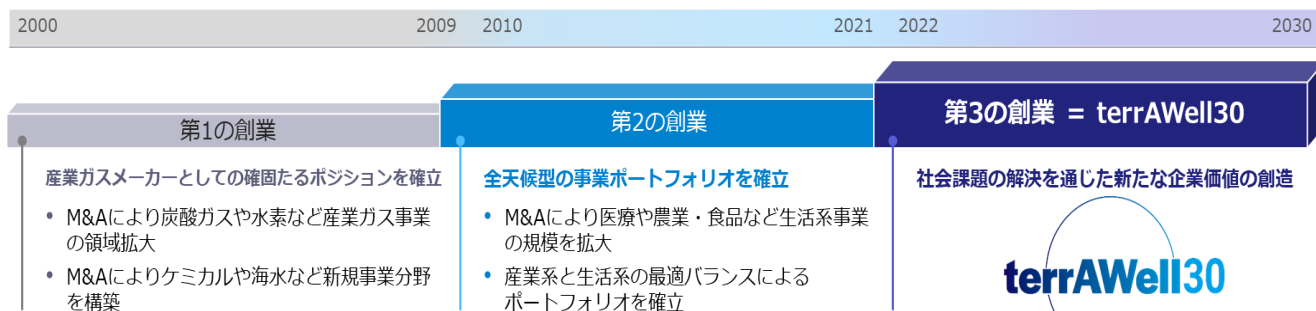 2000 2009 2010 2021 2022 2030
第1の創業
第2の創業
第3の創業 = terrAWell30
産業ガスメーカーとしての確固たるポジションを確立
• M&Aにより炭酸ガスや水素など産業ガス事業
の領域拡大
• M&Aによりケミカルや海水など新規事業分野
を構築
全天候型の事業ポートフォリオを確立
• M&Aにより医療や農業・食品など生活系事業
の規模を拡大
• 産業系と生活系の最適バランスによる
ポートフォリオを確立
社会課題の解決を通じた新たな企業価値の創造
terrAWell30